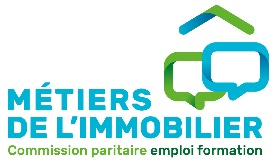 MÉTIERS
DE L'IMMOBILIER
Commission paritaire emploi formation